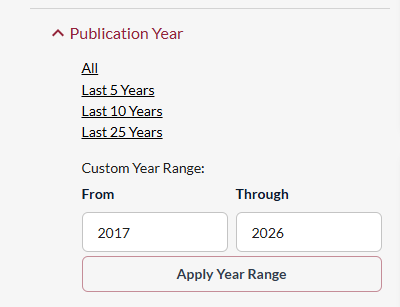 Publication Year
All
Last 5 Years
Last 10 Years
Last 25 Years
Custom Year Range:
From Through
2017 2026
Apply Year Range